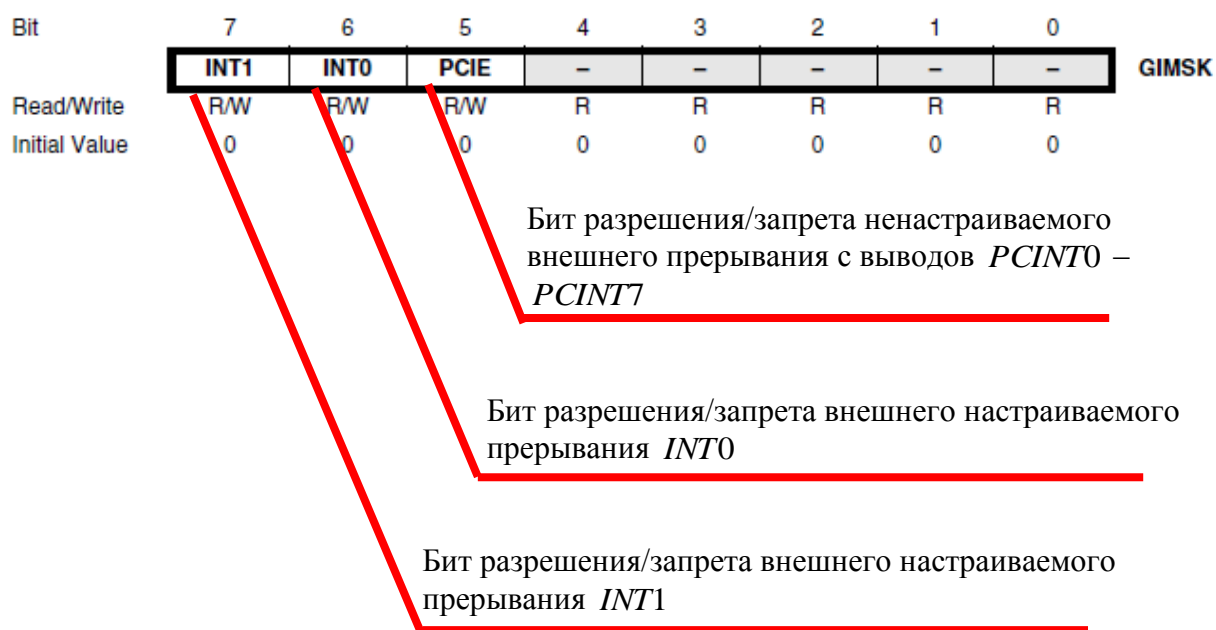 Bit 7 6 5 4 3 2 1 0
INT1 INT0 PCIE – – – – – GIMSK
Read/Write R/W R/W R/W R R R R R
Initial Value 0 0 0 0 0 0 0 0
Бит разрешения/запрета ненастраиваемого
внешнего прерывания с выводов PCINT0 –
PCINT7
Бит разрешения/запрета внешнего настраиваемого
прерывания INT0
Бит разрешения/запрета внешнего настраиваемого
прерывания INT1